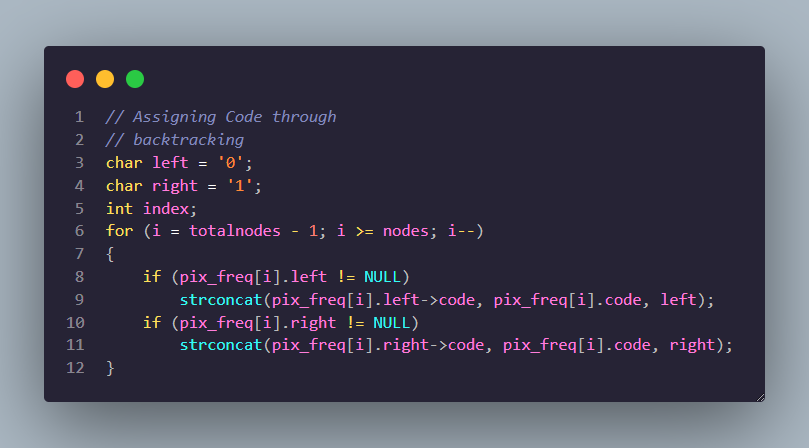 1 // Assigning Code through
2 // backtracking
3 char left = '0';
4 char right = '1';
5 int index;
6 for (i = totalnodes - 1; i >= nodes; i--)
7 {
8     if (pix_freq[i].left != NULL)
9         strconcat(pix_freq[i].left->code, pix_freq[i].code, left);
10     if (pix_freq[i].right != NULL)
11         strconcat(pix_freq[i].right->code, pix_freq[i].code, right);
12 }